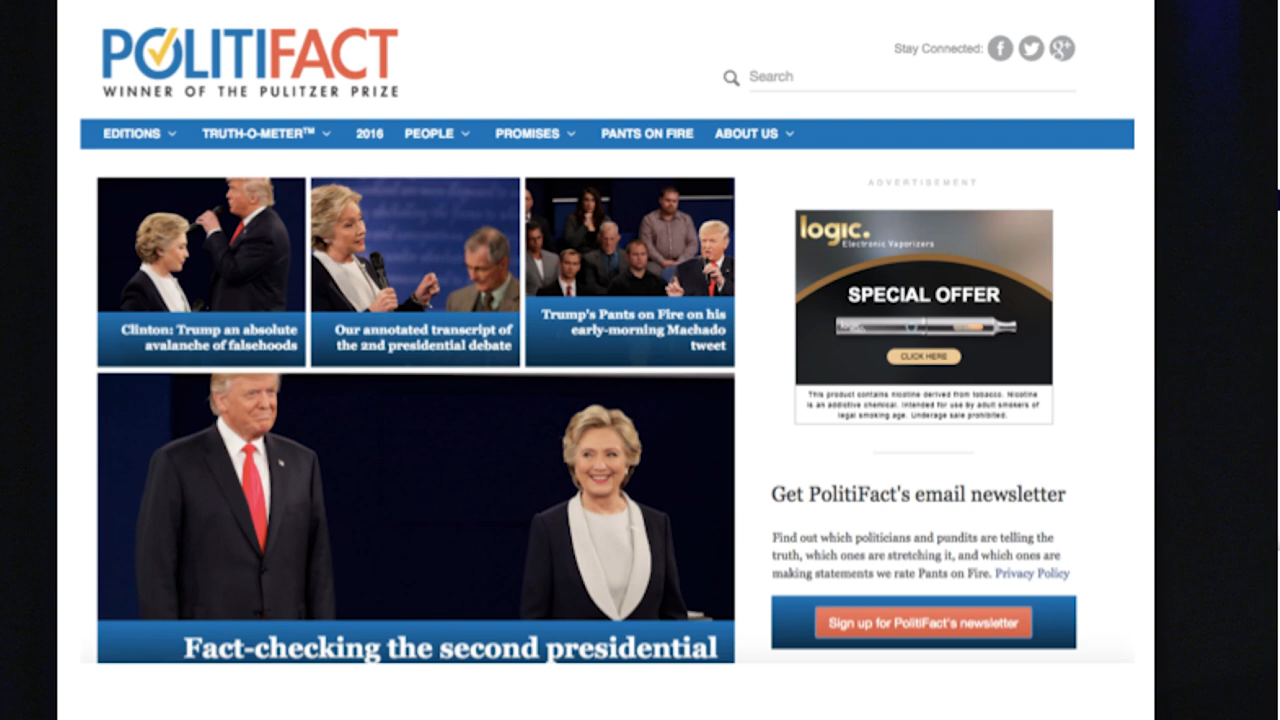 POLITIFACT
WINNER OF THE PULITZER PRIZE
Stay Connected: f g+
Search
EDITIONS TRUTH-O-METER™ 2016 PEOPLE PROMISES PANTS ON FIRE ABOUT US
Clinton: Trump an absolute
avalanche of falsehoods
Our annotated transcript of
the 2nd presidential debate
Trump's Pants on Fire on his
early-morning Machado
tweet
Fact-checking the second presidential
ADVERTISEMENT
logic.
Electronic Vaporizers
SPECIAL OFFER
logic
CLICK HERE
This product contains nicotine derived from tobacco. Nicotine
is an addictive chemical. Intended for use by adult smokers of
legal smoking age. Underage sale prohibited.
Get PolitiFact's email newsletter
Find out which politicians and pundits are telling the
truth, which ones are stretching it, and which ones are
making statements we rate Pants on Fire. Privacy Policy
Sign up for PolitiFact's newsletter